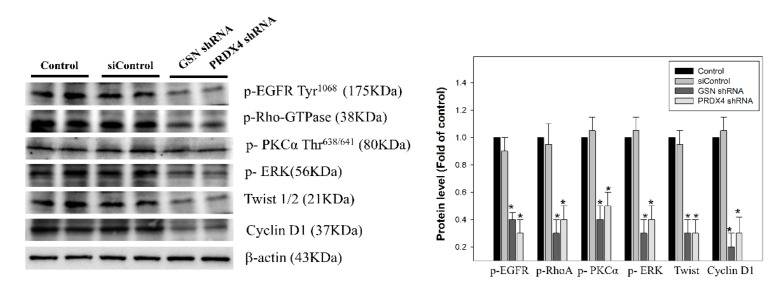 Control
siControl
GSN shRNA
PRDX4 shRNA
p-EGFR Tyr1068 (175KDa)
p-Rho-GTPase (38KDa)
p- PKCα Thr638/641 (80KDa)
p- ERK(56KDa)
Twist 1/2 (21KDa)
Cyclin D1 (37KDa)
β-actin (43KDa)
Protein level (Fold of control)
1.4
1.2
1.0
0.8
0.6
0.4
0.2
Control
siControl
GSN shRNA
PRDX4 shRNA
* *
* *
* *
* *
* *
* *
p-EGFR p-RhoA p- PKCα p- ERK Twist Cyclin D1